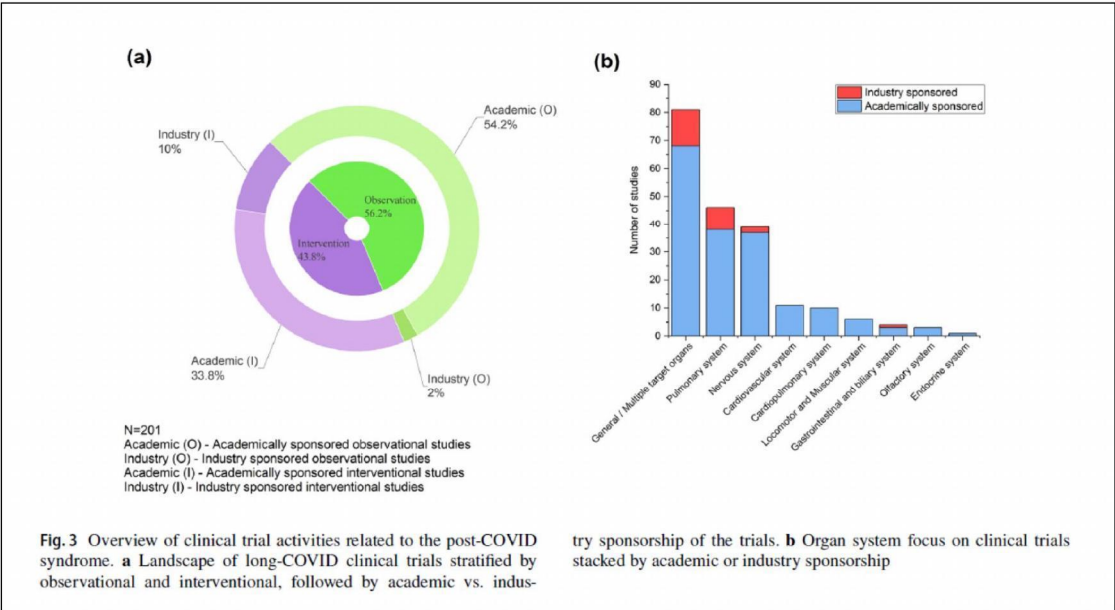 (a)
Academic (O)
54.2%
Industry (I)
10%
Observation
56.2%
Intervention
43.8%
Academic (I)
33.8%
Industry (O)
2%
N=201
Academic (O) - Academically sponsored observational studies
Industry (O) - Industry sponsored observational studies
Academic (I) - Academically sponsored interventional studies
Industry (I) - Industry sponsored interventional studies
(b)
Industry sponsored
Academically sponsored
Number of studies
90
80
70
60
50
40
30
20
10
0
General / Multiple target organs
Pulmonary system
Nervous system
Cardiovascular system
Cardiopulmonary system
Locomotor and Muscular system
Gastrointestinal and biliary system
Olfactory system
Endocrine system
Fig. 3 Overview of clinical trial activities related to the post-COVID
syndrome. a Landscape of long-COVID clinical trials stratified by
observational and interventional, followed by academic vs. indus-
try sponsorship of the trials. b Organ system focus on clinical trials
stacked by academic or industry sponsorship